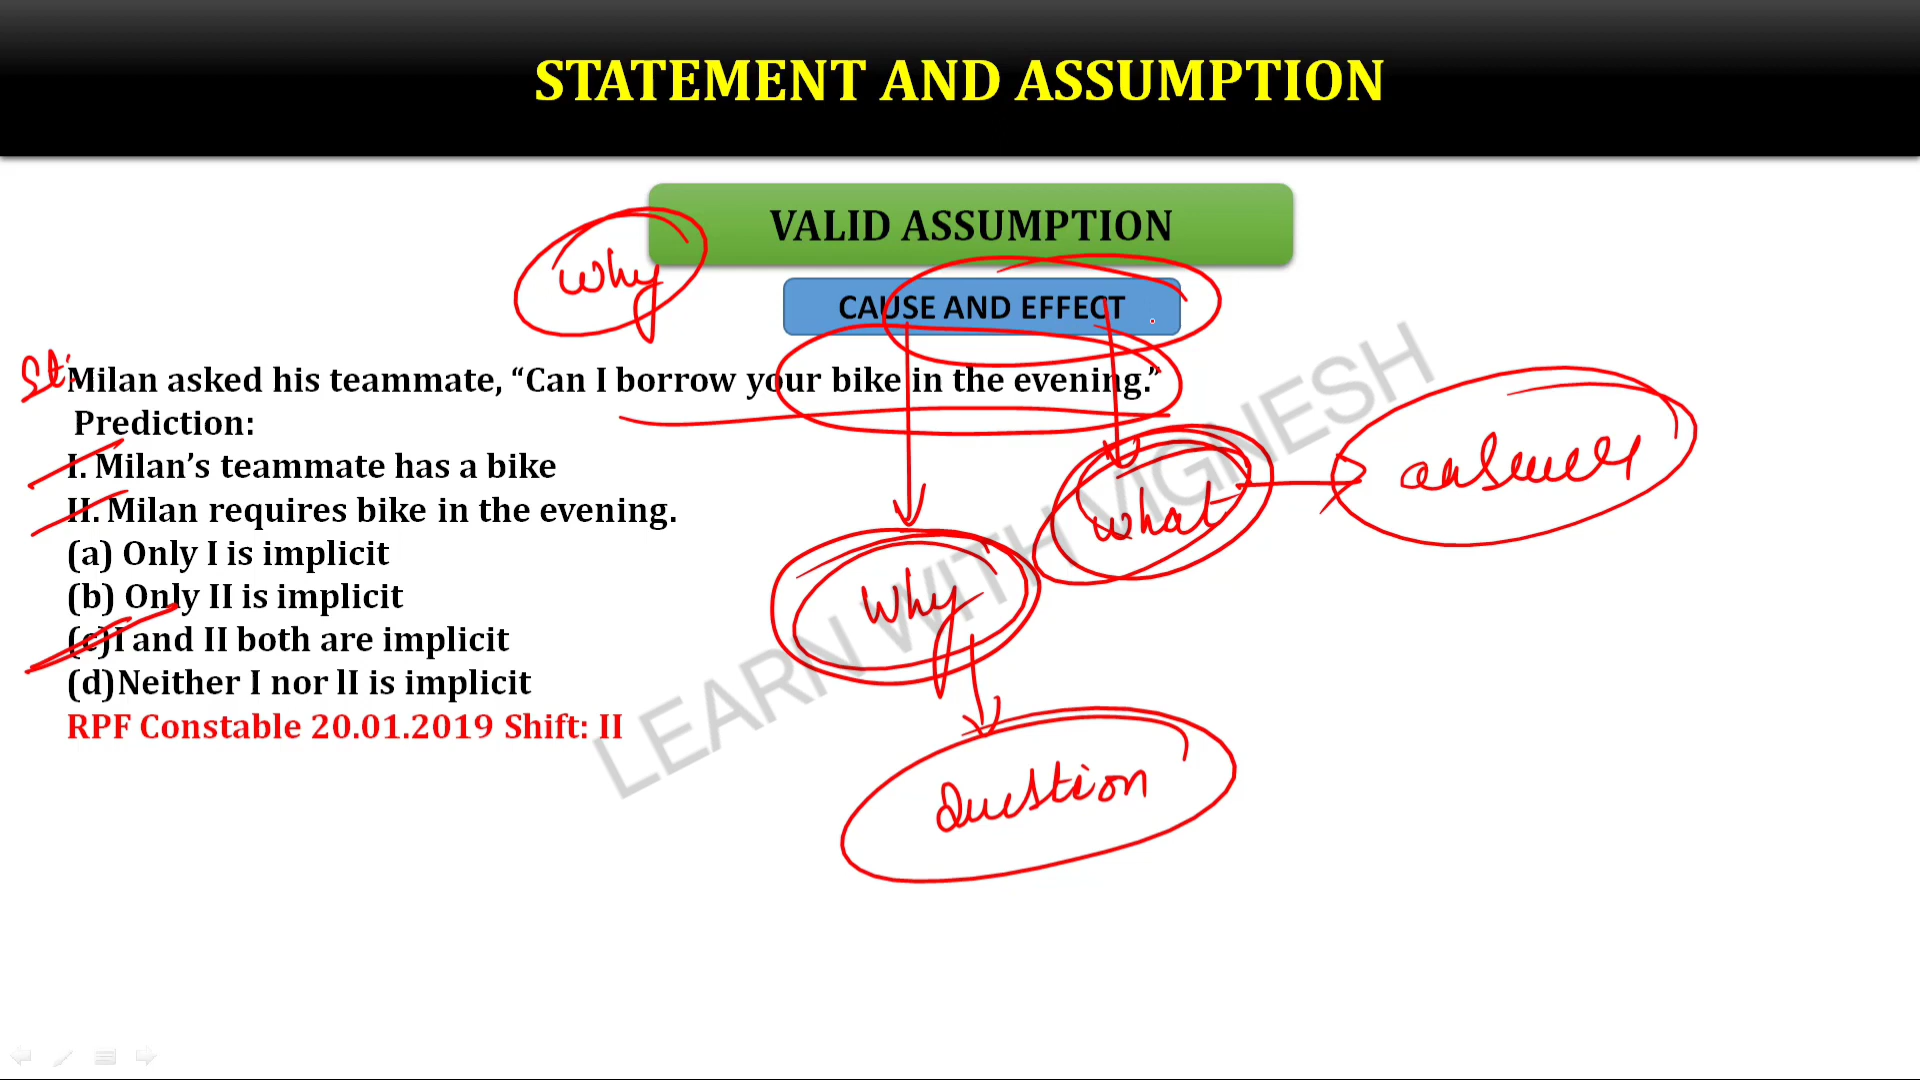 STATEMENT AND ASSUMPTION
VALID ASSUMPTION
why
CAUSE AND EFFECT
St:
Milan asked his teammate, “Can I borrow your bike in the evening.”
Prediction:
I. Milan’s teammate has a bike
II. Milan requires bike in the evening.
(a) Only I is implicit
(b) Only II is implicit
(c)I and II both are implicit
(d)Neither I nor lI is implicit
RPF Constable 20.01.2019 Shift: II
what
answer
Why
Question
LEARN WITH VIGNESH